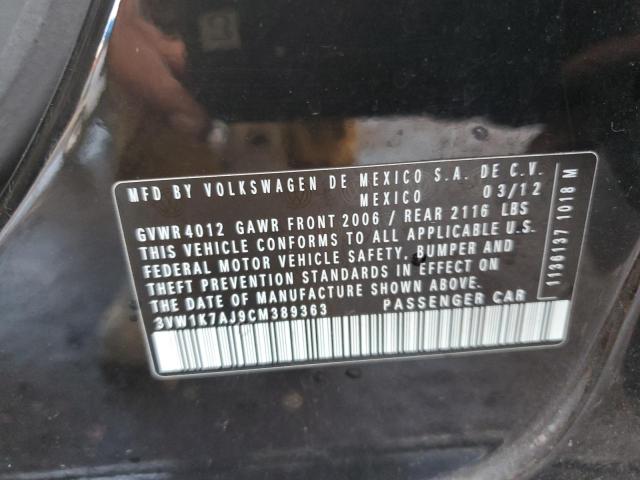 MFD BY VOLKSWAGEN DE MEXICO S.A. DE C.V.
MEXICO 03/12
GVWR 4012 GAWR FRONT 2006 / REAR 2116 LBS
THIS VEHICLE CONFORMS TO ALL APPLICABLE U.S.
FEDERAL MOTOR VEHICLE SAFETY, BUMPER AND
THEFT PREVENTION STANDARDS IN EFFECT ON
THE DATE OF MANUFACTURE SHOWN ABOVE.
3VW1K7AJ9CM389363 PASSENGER CAR
1136137 1018 M